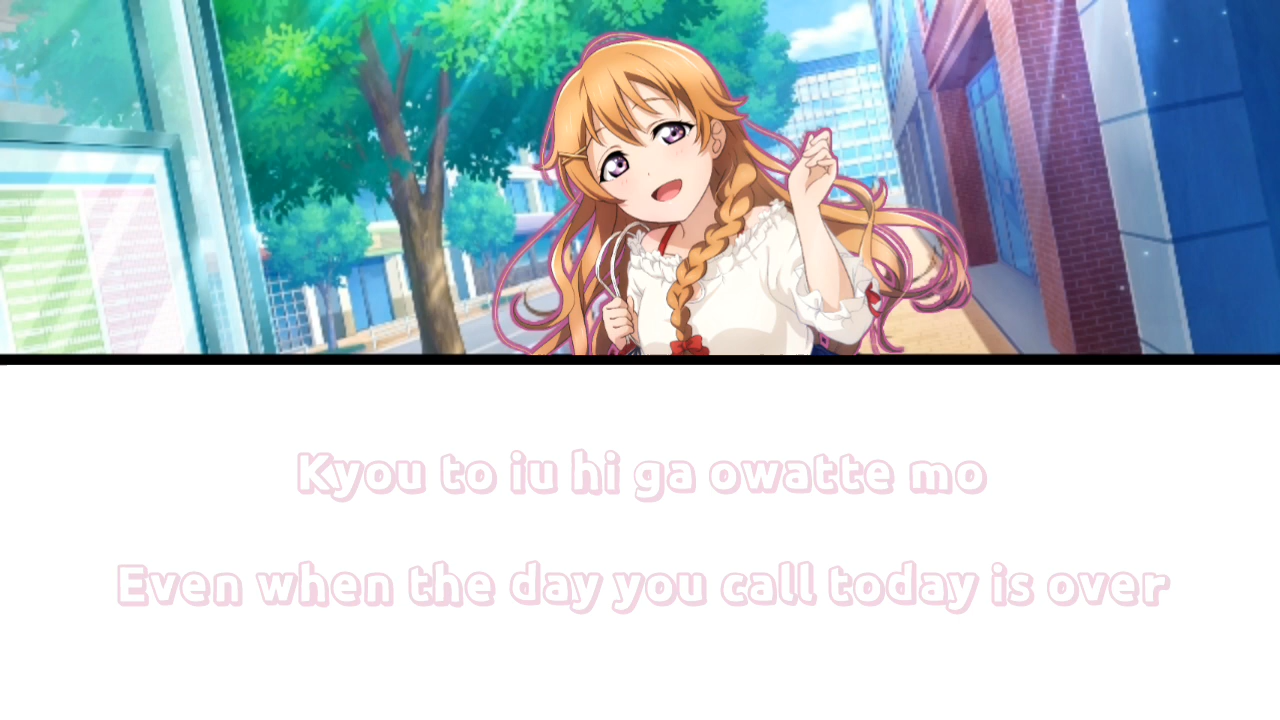 Kyou to iu hi ga owatte mo
Even when the day you call today is over